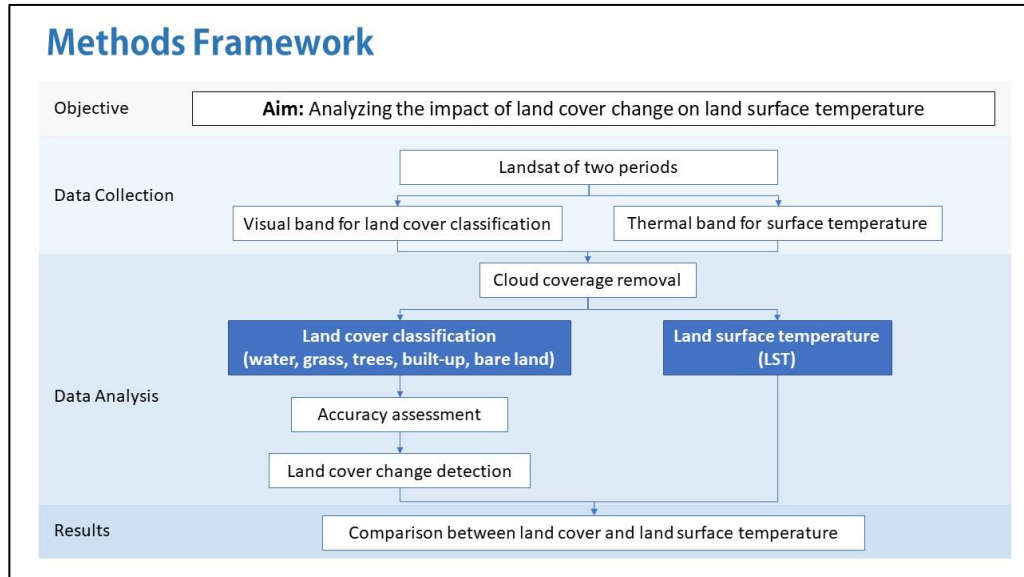 Methods Framework
Objective
Aim: Analyzing the impact of land cover change on land surface temperature
Data Collection
Landsat of two periods
Visual band for land cover classification
Thermal band for surface temperature
Data Analysis
Cloud coverage removal
Land cover classification
(water, grass, trees, built-up, bare land)
Land surface temperature
(LST)
Accuracy assessment
Land cover change detection
Results
Comparison between land cover and land surface temperature